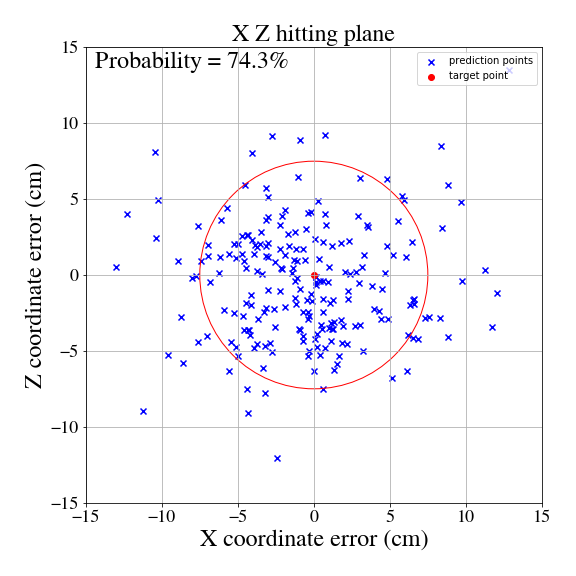 X Z hitting plane
Probability = 74.3%
prediction points
target point
15
10
5
0
−5
−10
−15
Z coordinate error (cm)
−15 −10 −5 0 5 10 15
X coordinate error (cm)